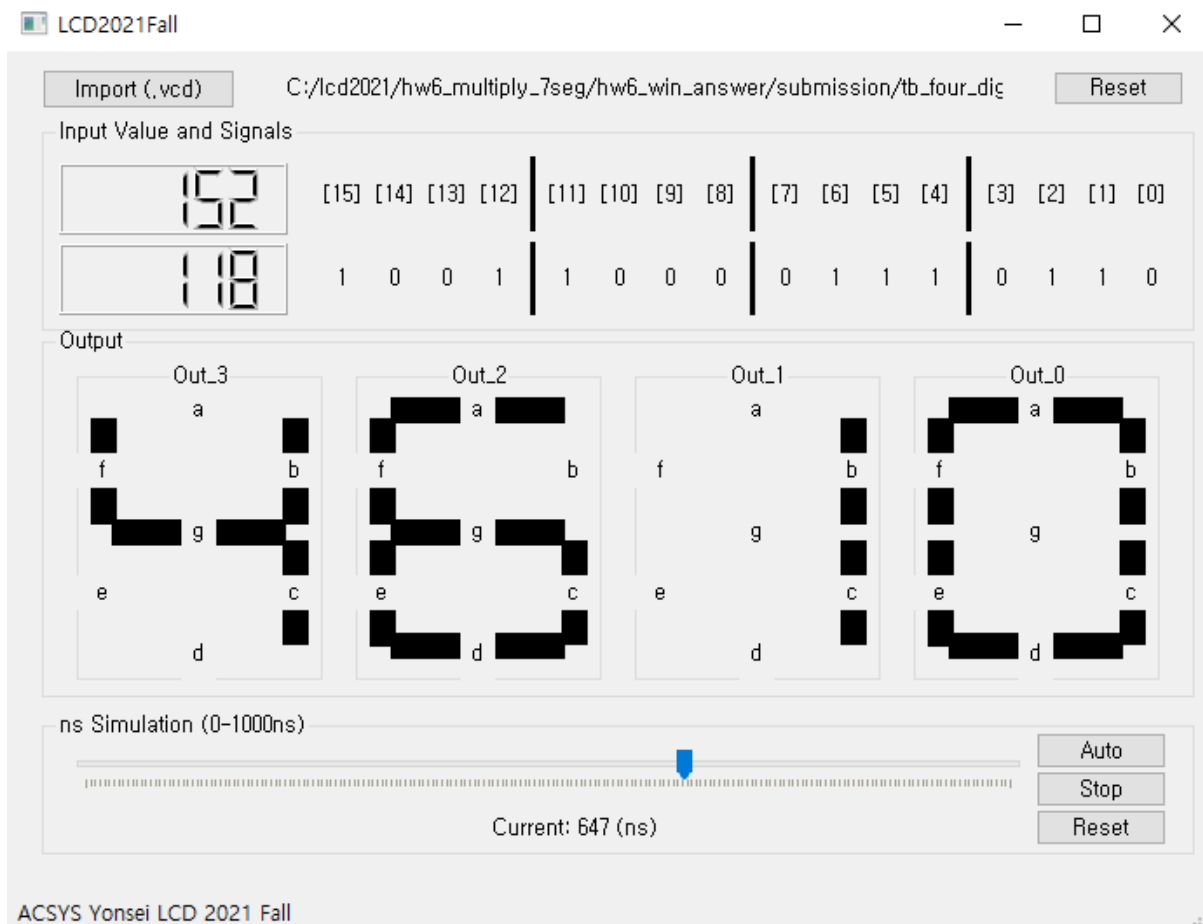 LCD2021Fall
Import (.vcd) C:/lcd2021/hw6_multiply_7seg/hw6_win_answer/submission/tb_four_dig Reset
Input Value and Signals
152 [15] [14] [13] [12] [11] [10] [9] [8] [7] [6] [5] [4] [3] [2] [1] [0]
118 1 0 0 1 1 0 0 0 0 1 1 1 0 1 1 0
Output
Out_3 Out_2 Out_1 Out_0
a a a a
f b f b f b f b
g g g g
e c e c e c e c
d d d d
ns Simulation (0-1000ns)
Auto
Stop
Current: 647 (ns) Reset
ACSYS Yonsei LCD 2021 Fall